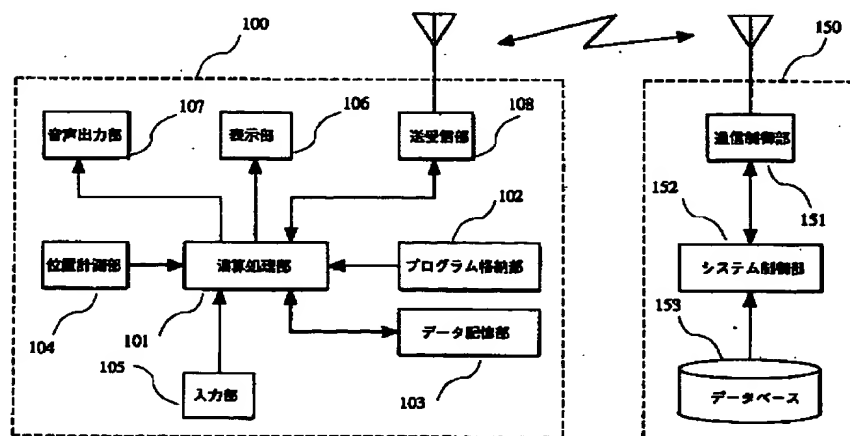 100
150
107
106
108
音声出力部
表示部
送受信部
通信制御部
151
152
102
位置計測部
演算処理部
プログラム格納部
システム制御部
104
101
153
データ記憶部
105
103
入力部
データベース